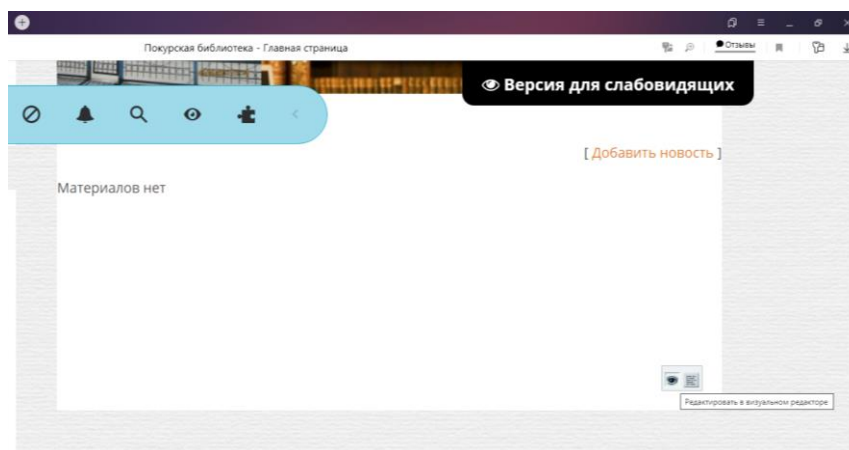 Покурская библиотека - Главная страница
Отзывы
Версия для слабовидящих
[ Добавить новость ]
Материалов нет
Редактировать в визуальном редакторе